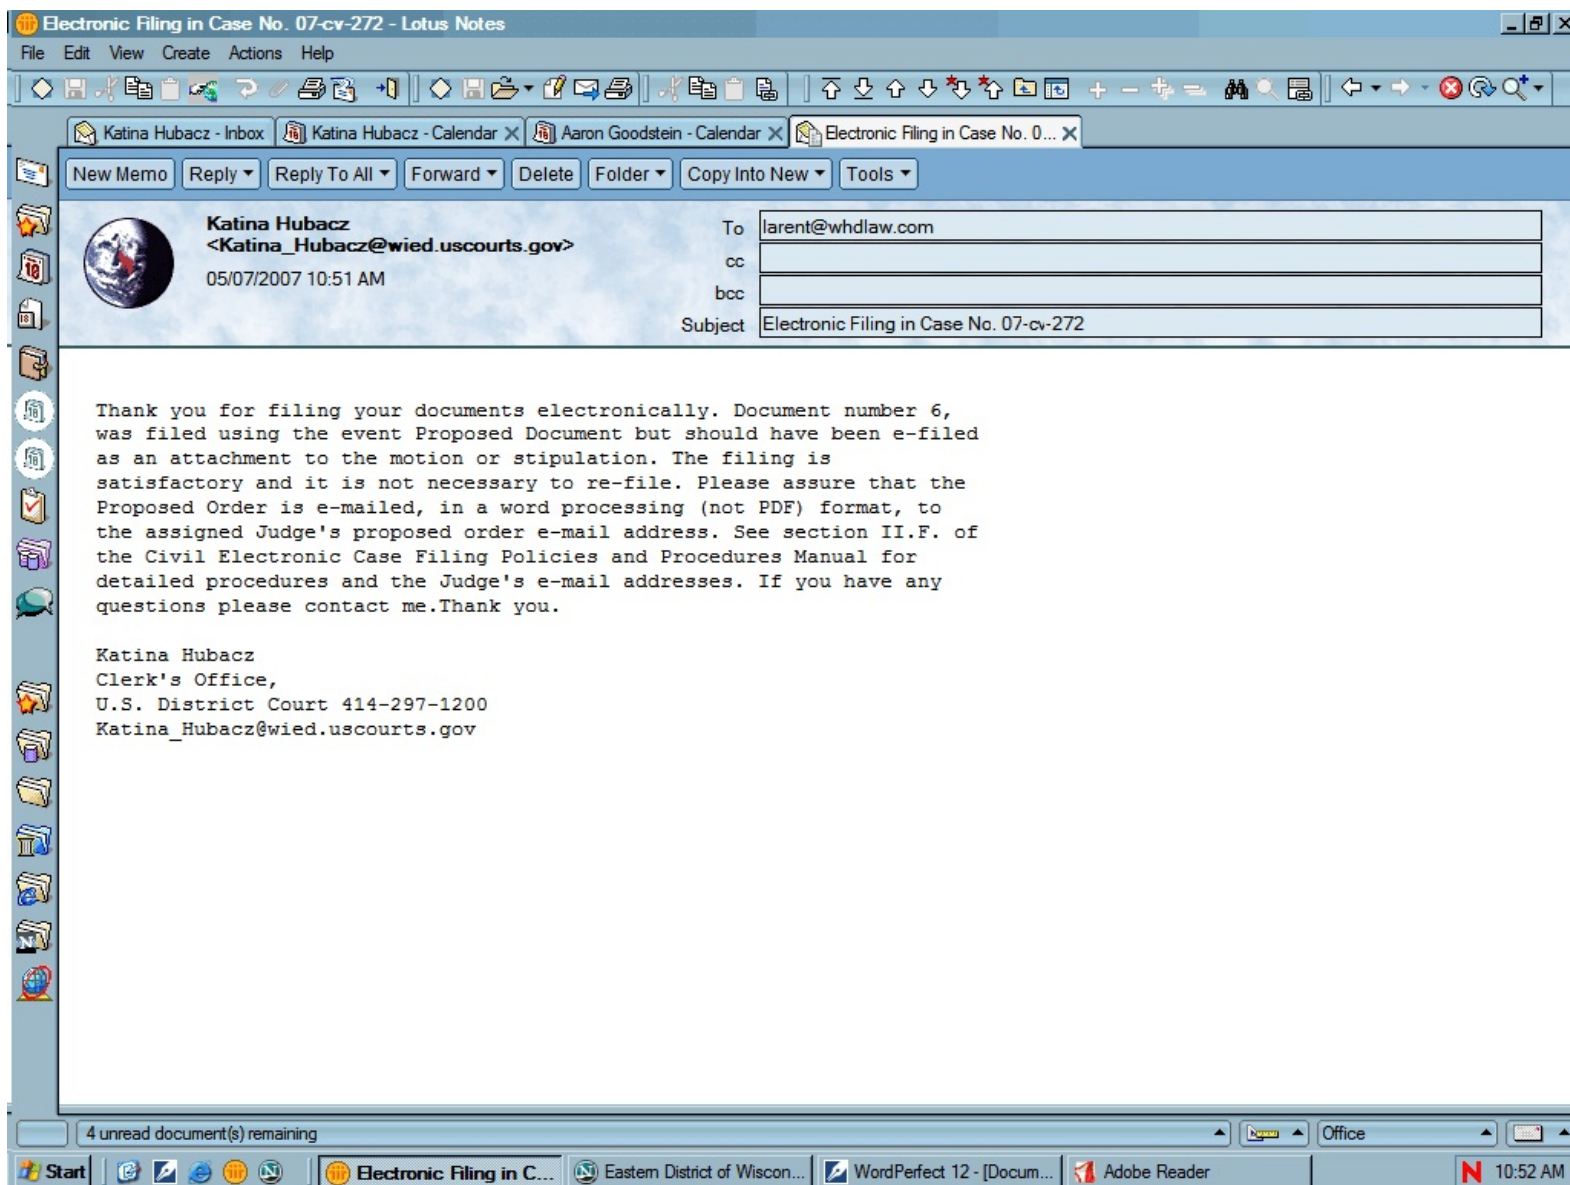 Electronic Filing in Case No. 07-cv-272 - Lotus Notes
File Edit View Create Actions Help
Katina Hubacz - Inbox Katina Hubacz - Calendar Aaron Goodstein - Calendar Electronic Filing in Case No. 0...
New Memo Reply Reply To All Forward Delete Folder Copy Into New Tools
Katina Hubacz
<Katina_Hubacz@wied.uscourts.gov>
05/07/2007 10:51 AM
To larent@whdlaw.com
cc
bcc
Subject Electronic Filing in Case No. 07-cv-272
Thank you for filing your documents electronically. Document number 6,
was filed using the event Proposed Document but should have been e-filed
as an attachment to the motion or stipulation. The filing is
satisfactory and it is not necessary to re-file. Please assure that the
Proposed Order is e-mailed, in a word processing (not PDF) format, to
the assigned Judge's proposed order e-mail address. See section II.F. of
the Civil Electronic Case Filing Policies and Procedures Manual for
detailed procedures and the Judge's e-mail addresses. If you have any
questions please contact me.Thank you.
Katina Hubacz
Clerk's Office,
U.S. District Court 414-297-1200
Katina_Hubacz@wied.uscourts.gov
4 unread document(s) remaining Office
Start Electronic Filing in C... Eastern District of Wiscon... WordPerfect 12 - [Docum... Adobe Reader N 10:52 AM